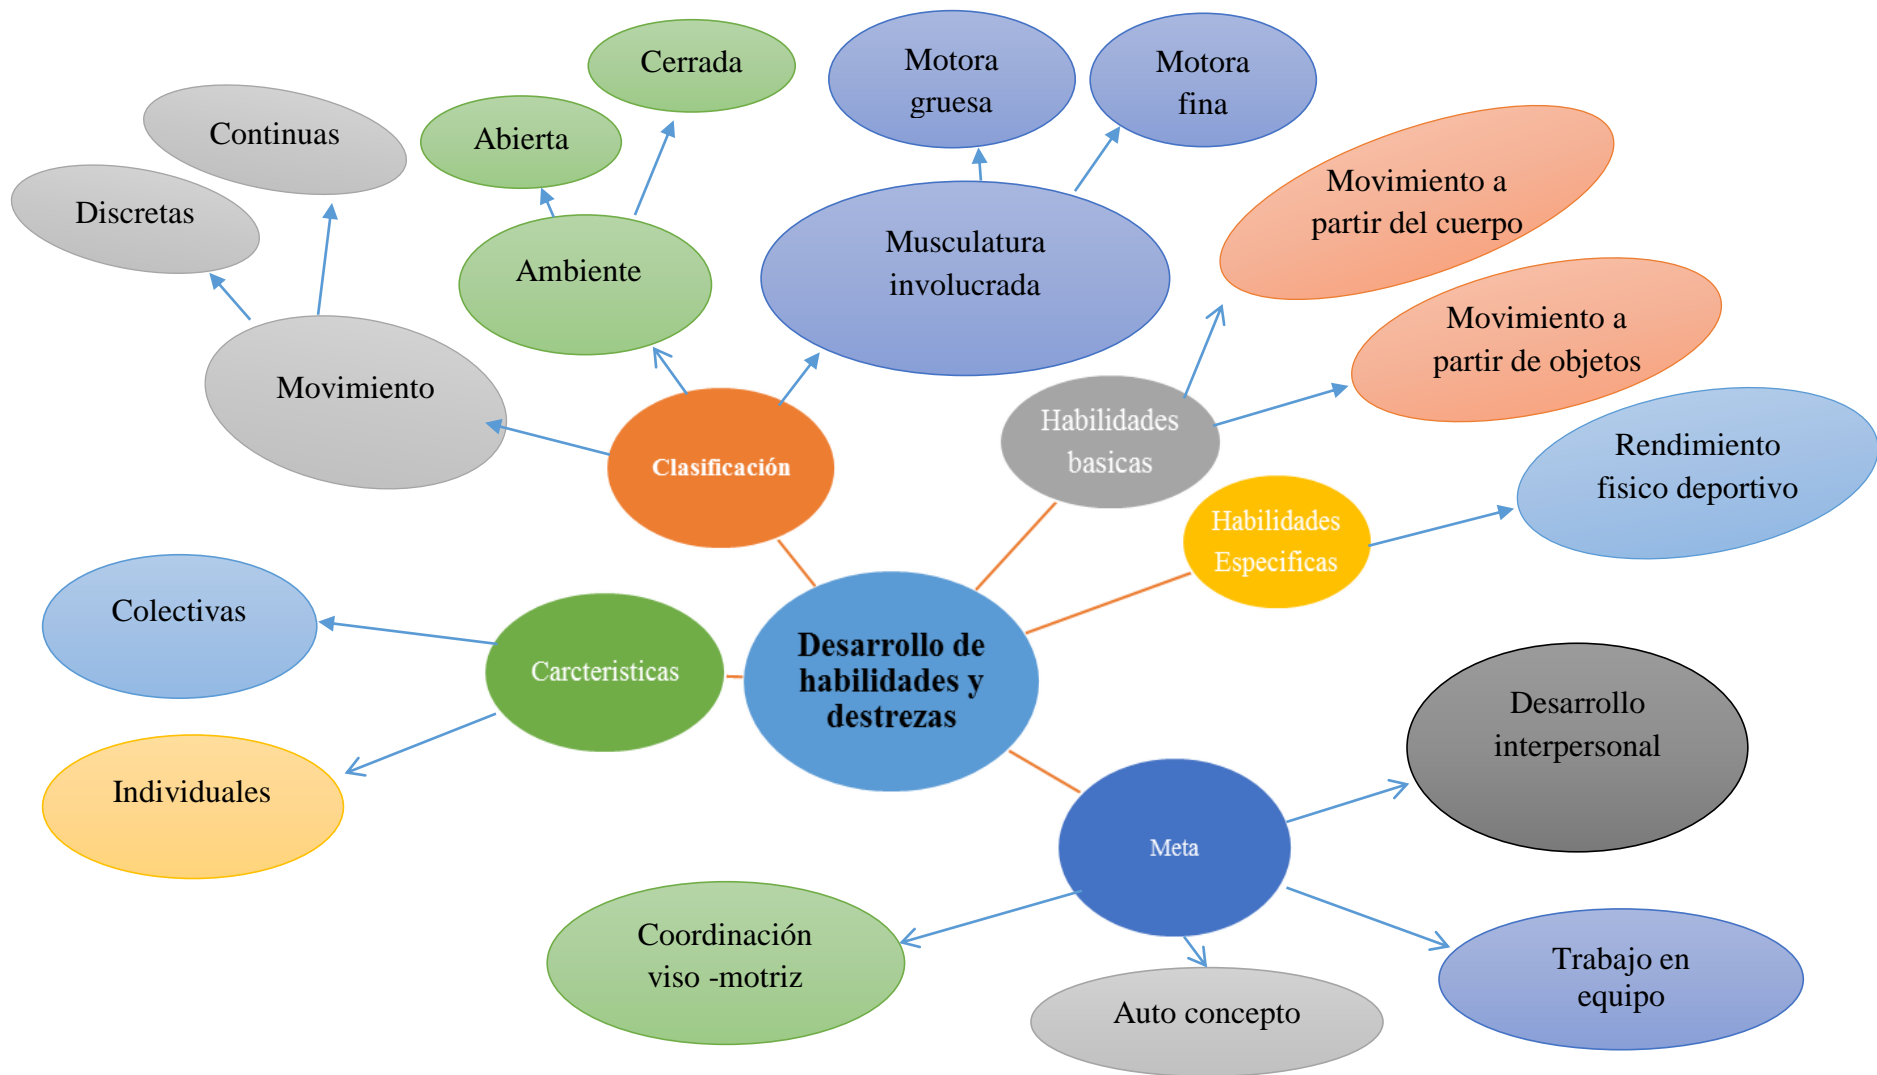 Cerrada
Motora
gruesa
Motora
fina
Continuas
Abierta
Discretas
Movimiento a
partir del cuerpo
Ambiente
Musculatura
involucrada
Movimiento a
partir de objetos
Movimiento
Clasificación
Habilidades
basicas
Rendimiento
fisico deportivo
Habilidades
Especificas
Colectivas
Carcteristicas
Desarrollo de
habilidades y
destrezas
Desarrollo
interpersonal
Individuales
Meta
Coordinación
viso -motriz
Auto concepto
Trabajo en
equipo